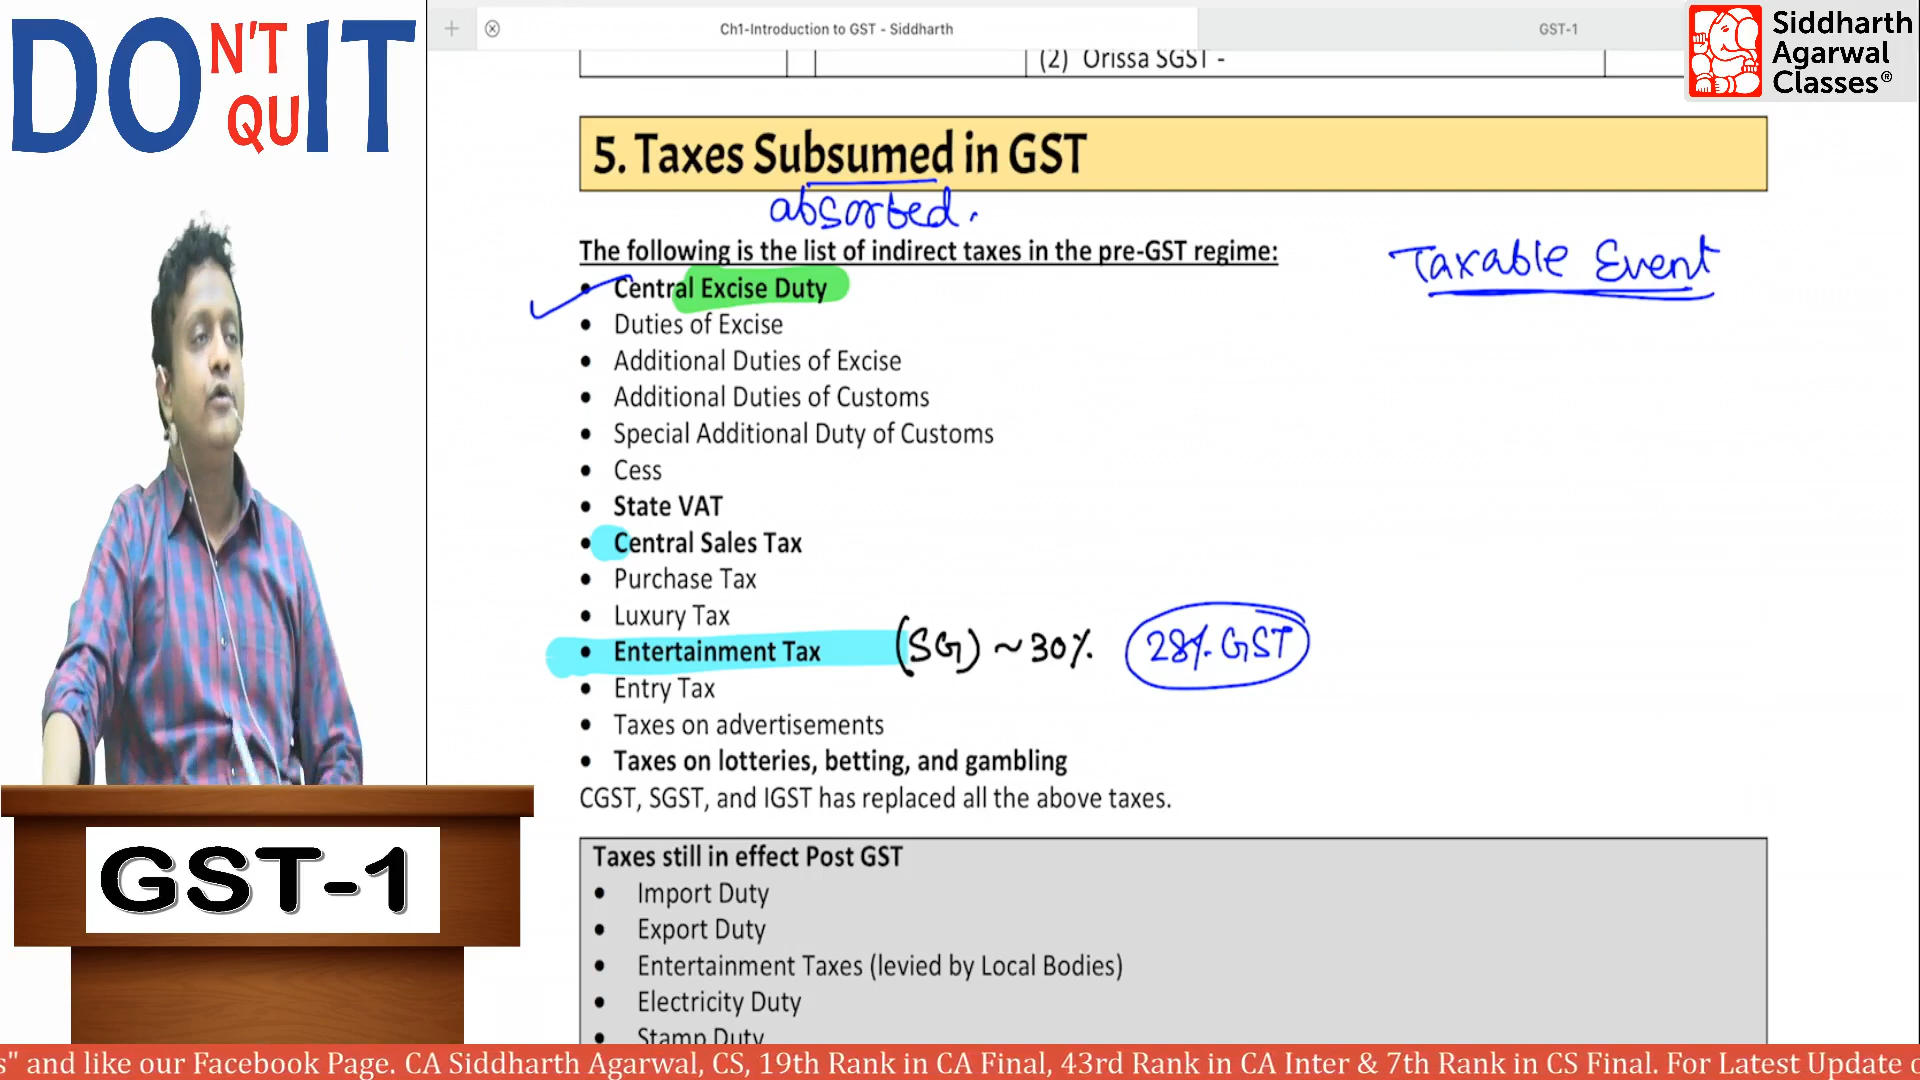 DON'T QUIT
Ch1-Introduction to GST - Siddharth
GST-1
Siddharth
Agarwal
Classes®
(2) Orissa SGST -
5. Taxes Subsumed in GST
absorbed.
The following is the list of indirect taxes in the pre-GST regime:
Taxable Event
• Central Excise Duty
• Duties of Excise
• Additional Duties of Excise
• Additional Duties of Customs
• Special Additional Duty of Customs
• Cess
• State VAT
• Central Sales Tax
• Purchase Tax
• Luxury Tax
• Entertainment Tax (SG) ~30% 28% GST
• Entry Tax
• Taxes on advertisements
• Taxes on lotteries, betting, and gambling
CGST, SGST, and IGST has replaced all the above taxes.
GST-1
Taxes still in effect Post GST
• Import Duty
• Export Duty
• Entertainment Taxes (levied by Local Bodies)
• Electricity Duty
• Stamp Duty
s" and like our Facebook Page. CA Siddharth Agarwal, CS, 19th Rank in CA Final, 43rd Rank in CA Inter & 7th Rank in CS Final. For Latest Update